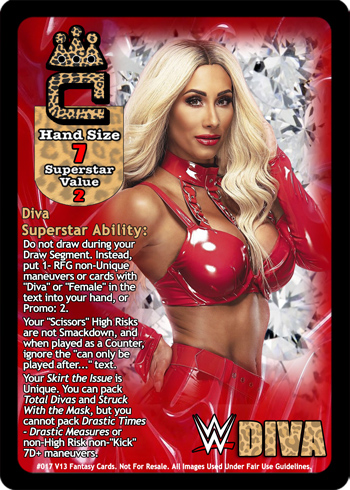 C
Hand Size
7
Superstar
Value
2
Diva
Superstar Ability:
Do not draw during your
Draw Segment. Instead,
put 1- RFG non-Unique
maneuvers or cards with
"Diva" or "Female" in the
text into your hand, or
Promo: 2.
Your "Scissors" High Risks
are not Smackdown, and
when played as a Counter,
ignore the "can only be
played after..." text.
Your Skirt the Issue is
Unique. You can pack
Total Divas and Struck
With the Mask, but you
cannot pack Drastic Times
- Drastic Measures or
non-High Risk non-"Kick"
7D+ maneuvers.
W DIVA
#017 V13 Fantasy Cards. Not For Resale. All Images Used Under Fair Use Guidelines.